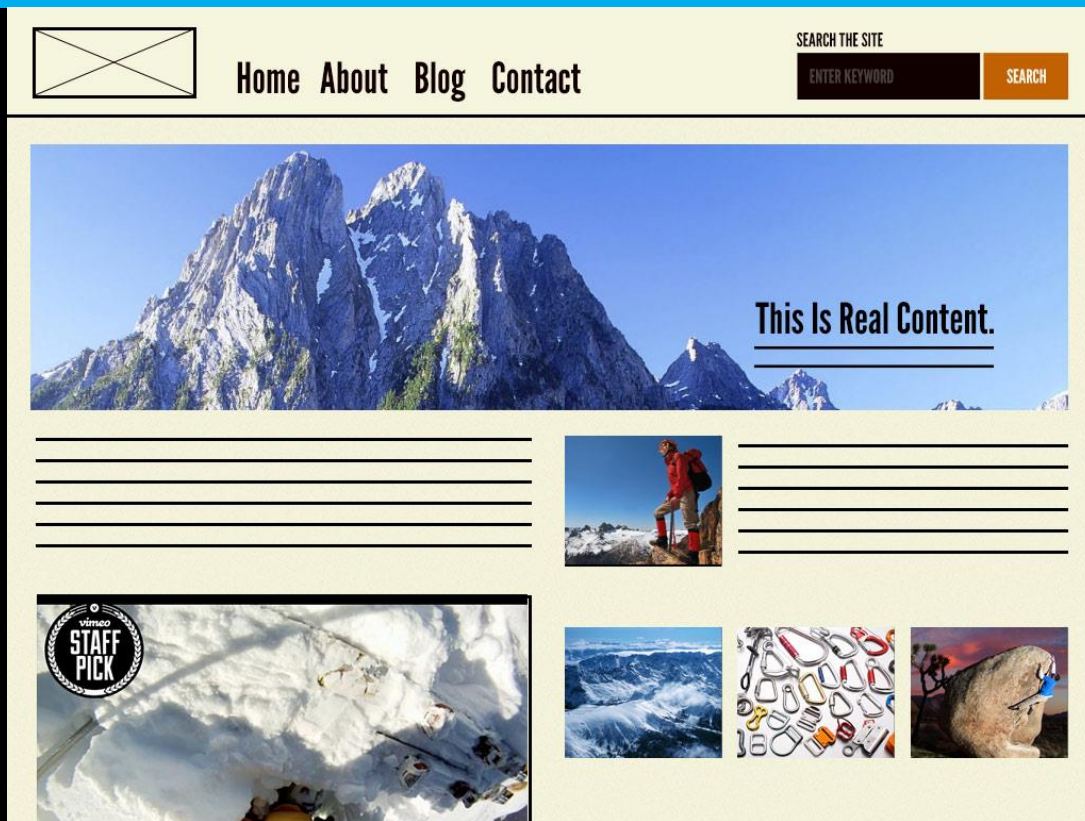 SEARCH THE SITE
Home About Blog Contact
ENTER KEYWORD
SEARCH
This Is Real Content.
vimeo
STAFF
PICK